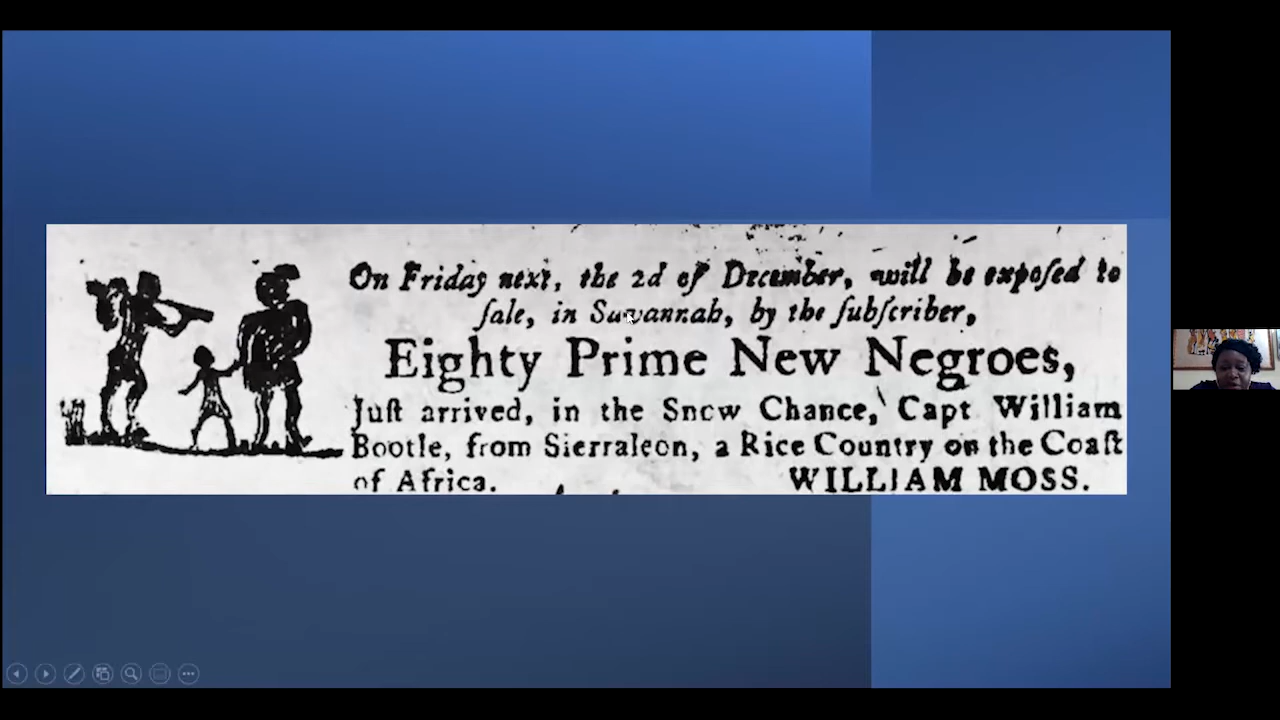 On Friday next, the 2d of December, will be expoſed to
ſale, in Savannah, by the ſubſcriber,
Eighty Prime New Negroes,
Juſt arrived, in the Snow Chance, Capt William
Bootle, from Sierraleon, a Rice Country on the Coaſt
of Africa. WILLIAM MOSS.